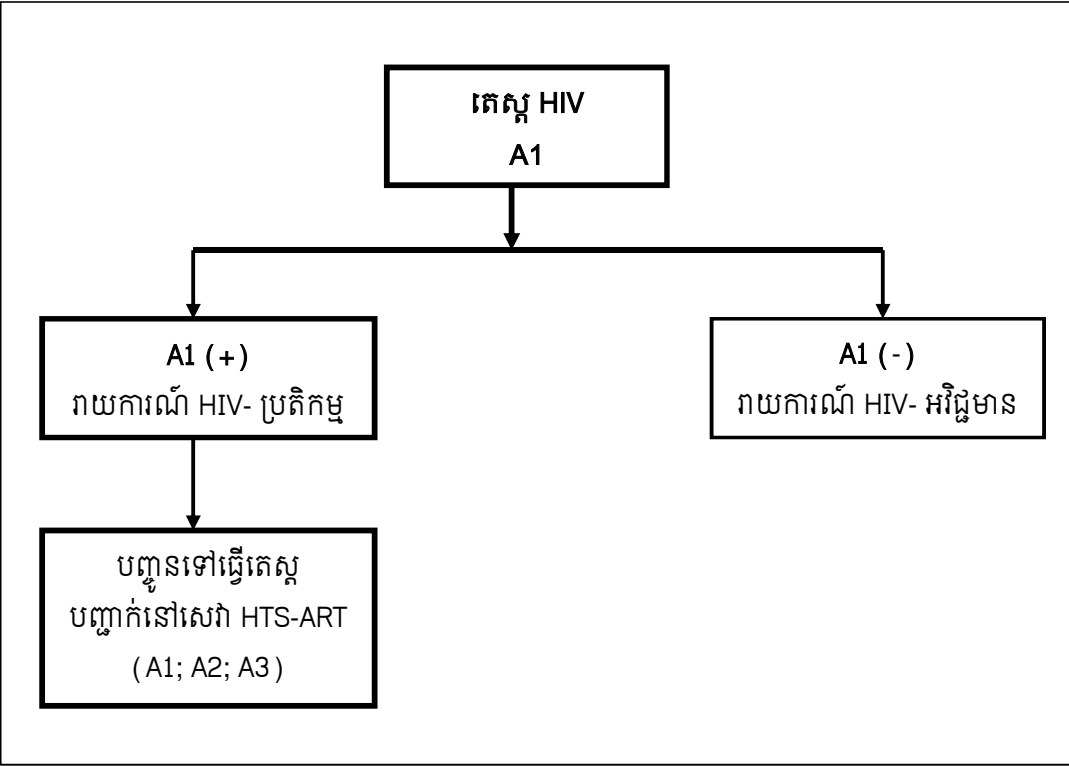 តេស្ត HIV
A1
A1 (+)
រាយការណ៍ HIV- ប្រតិកម្ម
A1 (-)
រាយការណ៍ HIV- អវិជ្ជមាន
បញ្ជូនទៅធ្វើតេស្ត
បញ្ជាក់នៅសេវា HTS-ART
(A1; A2; A3)